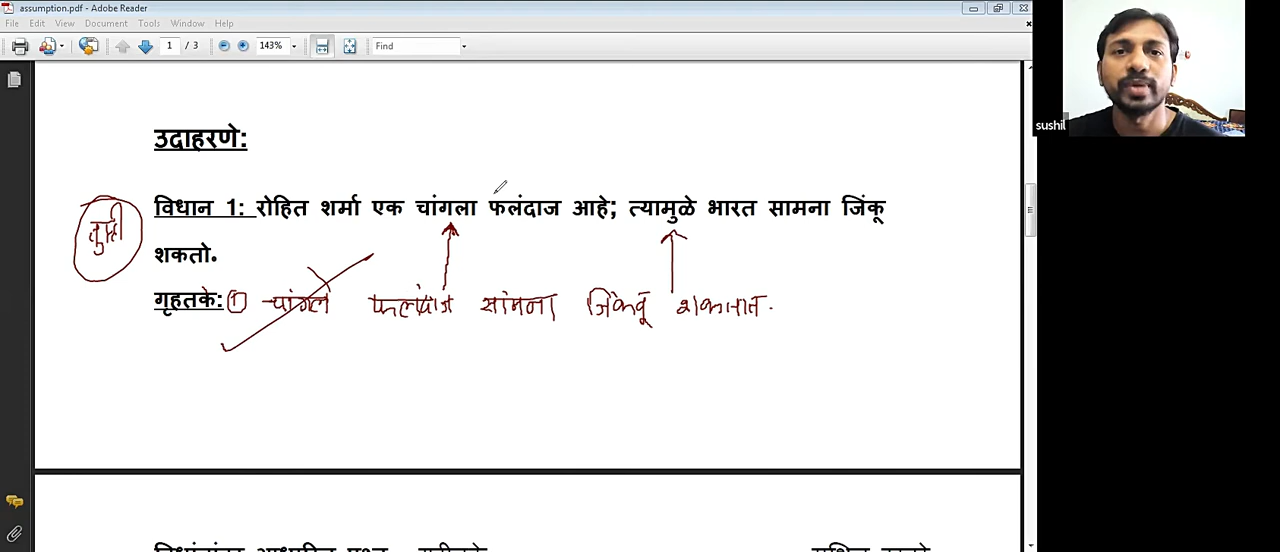 assumption.pdf - Adobe Reader
File Edit View Document Tools Window Help
1 / 3 143% Find
sushil
उदाहरणे:
विधान 1: रोहित शर्मा एक चांगला फलंदाज आहे; त्यामुळे भारत सामना जिंकू
शकतो.
गृहतके: ① चांगले फलंदाज सामना जिंकवू शकतात.